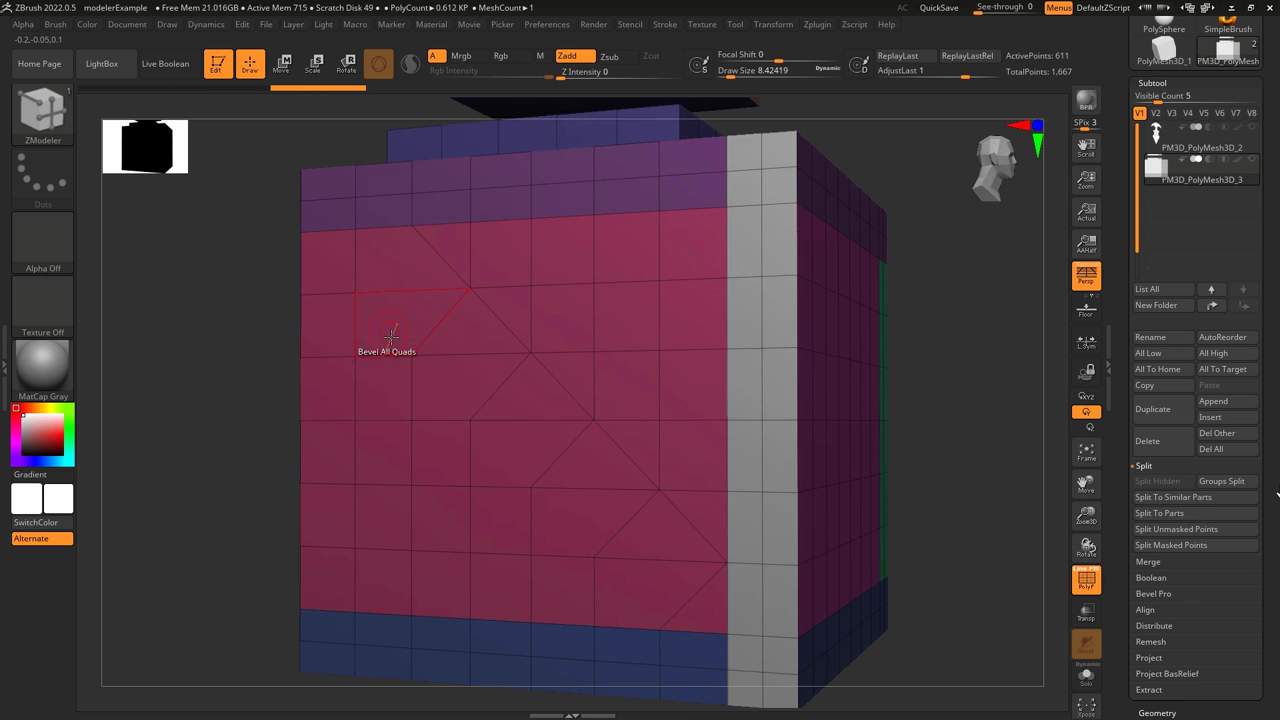 ZBrush 2022.0.5 modelerExample • Free Mem 21.016GB • Active Mem 715 • Scratch Disk 49 • PolyCount▸0.612 KP • MeshCount▸1 AC QuickSave See-through 0 Menus DefaultZScript
Alpha Brush Color Document Draw Dynamics Edit File Layer Light Macro Marker Material Movie Picker Preferences Render Stencil Stroke Texture Tool Transform Zplugin Zscript Help
-0.2,-0.05,0.1
Home Page
LightBox
Live Boolean
Edit
Draw
Move
Scale
Rotate
A
Mrgb
Rgb
M
Rgb Intensity
Zadd
Zsub
Zcut
Z Intensity 0
S
Focal Shift 0
Draw Size 8.42419
Dynamic
D
ReplayLast
ReplayLastRel
AdjustLast 1
ActivePoints: 611
TotalPoints: 1,667
ZModeler
Dots
Alpha Off
Texture Off
MatCap Gray
Gradient
SwitchColor
Alternate
Bevel All Quads
BPR
SPix 3
Scroll
Zoom
Actual
AAHalf
Persp
Floor
L.Sym
XYZ
Y
Frame
Move
Zoom3D
Rotate
Line Fill
PolyF
Transp
Ghost
Dynamic
Solo
Xpose
PolySphere
SimpleBrush
2
PolyMesh3D_1
PM3D_PolyMesh
Subtool
Visible Count 5
V1 V2 V3 V4 V5 V6 V7 V8
PM3D_PolyMesh3D_2
PM3D_PolyMesh3D_3
List All
New Folder
Rename
AutoReorder
All Low
All High
All To Home
All To Target
Copy
Paste
Duplicate
Append
Insert
Delete
Del Other
Del All
Split
Split Hidden
Groups Split
Split To Similar Parts
Split To Parts
Split Unmasked Points
Split Masked Points
Merge
Boolean
Bevel Pro
Align
Distribute
Remesh
Project
Project BasRelief
Extract
Geometry